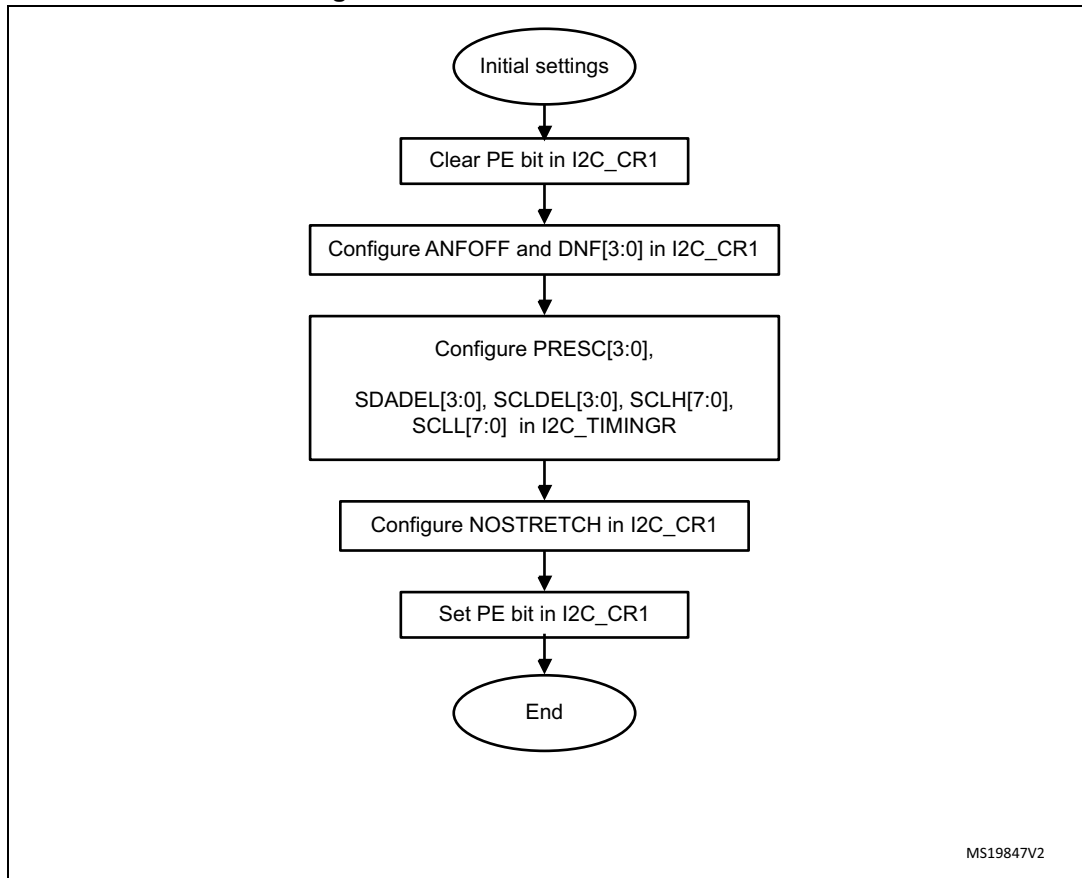 Initial settings
Clear PE bit in I2C_CR1
Configure ANFOFF and DNF[3:0] in I2C_CR1
Configure PRESC[3:0],
SDADEL[3:0], SCLDEL[3:0], SCLH[7:0],
SCLL[7:0] in I2C_TIMINGR
Configure NOSTRETCH in I2C_CR1
Set PE bit in I2C_CR1
End
MS19847V2